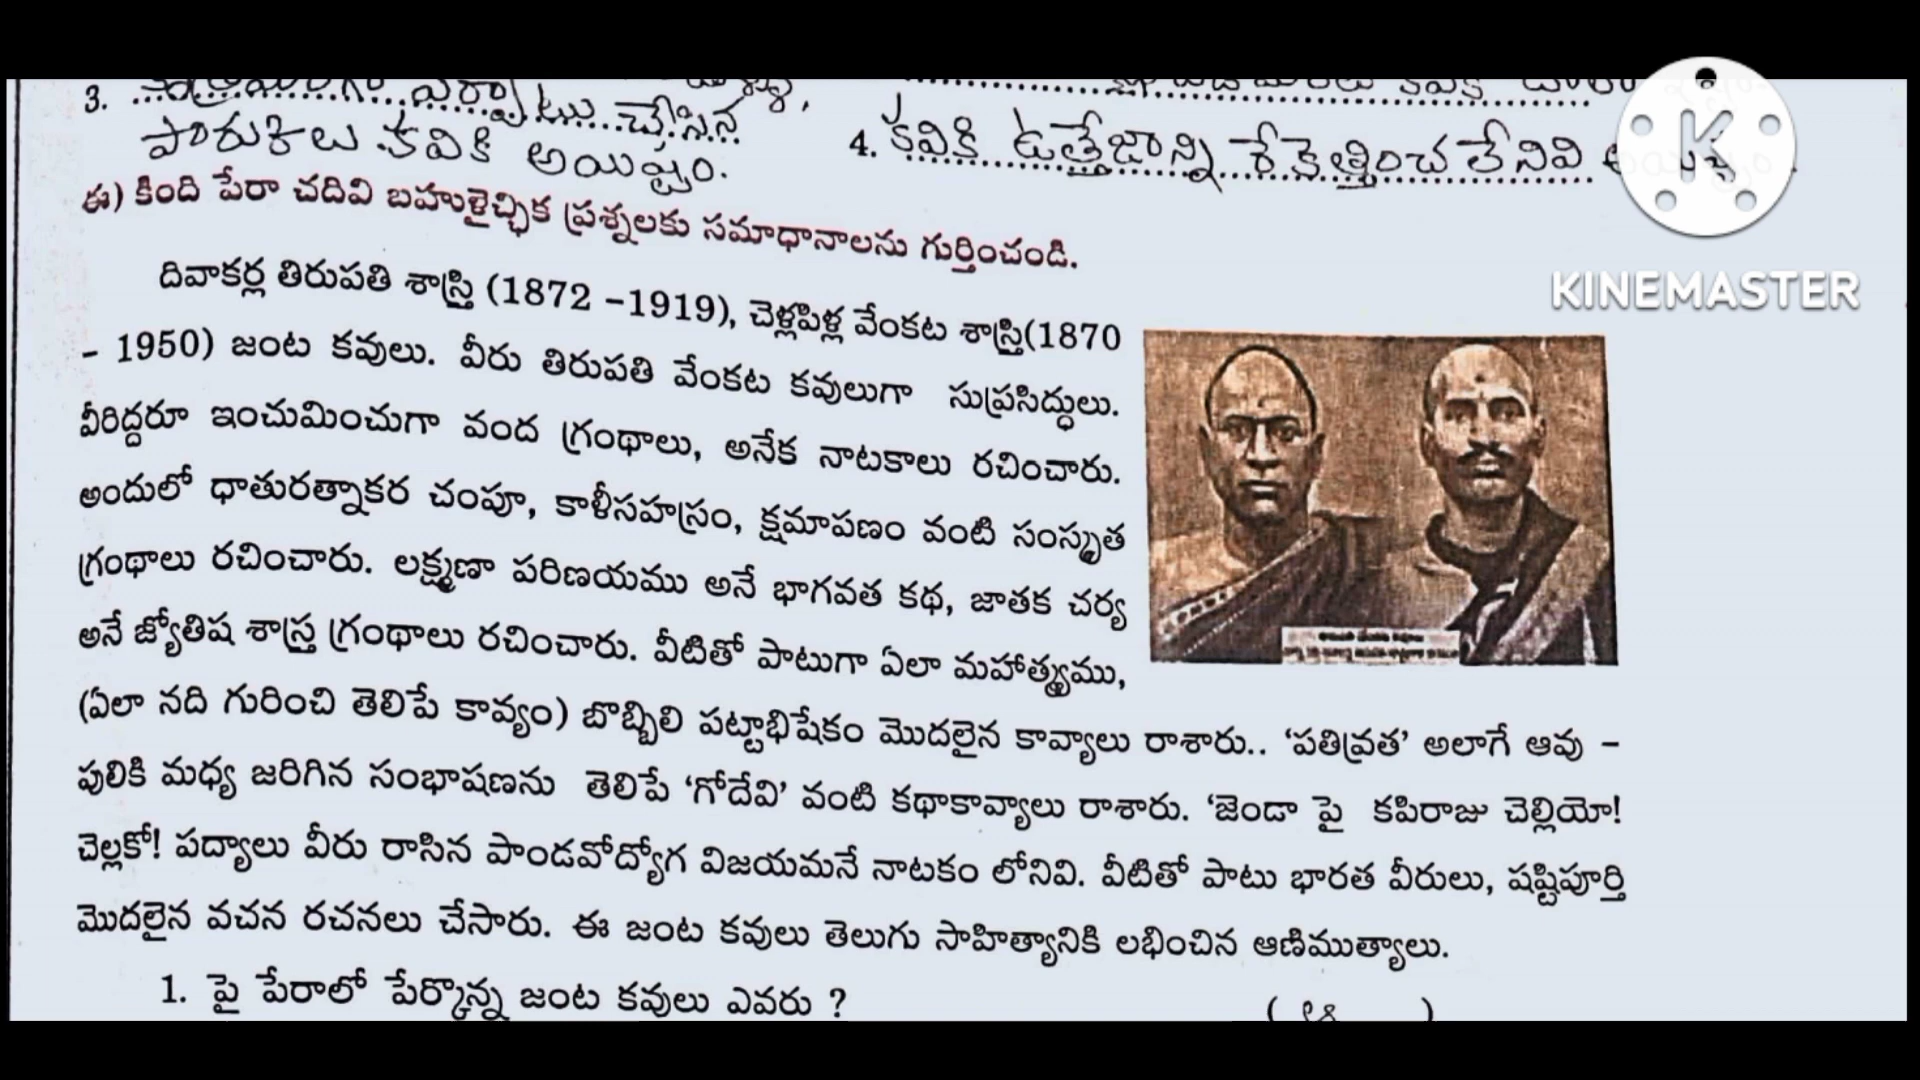 3. ఏర్పాటు చేసిన
పాఠకులు కవికి అయిష్టం.
4. కవికి ఉత్తేజాన్ని రేకెత్తించ లేనివి
ఈ) కింది పేరా చదివి బహుళైచ్ఛిక ప్రశ్నలకు సమాధానాలను గుర్తించండి.
దివాకర్ల తిరుపతి శాస్త్రి (1872 –1919), చెళ్లపిళ్ల వేంకట శాస్త్రి(1870
– 1950) జంట కవులు. వీరు తిరుపతి వేంకట కవులుగా సుప్రసిద్ధులు.
వీరిద్దరూ ఇంచుమించుగా వంద గ్రంథాలు, అనేక నాటకాలు రచించారు.
అందులో ధాతురత్నాకర చంపూ, కాళీసహస్రం, క్షమాపణం వంటి సంస్కృత
గ్రంథాలు రచించారు. లక్ష్మణా పరిణయము అనే భాగవత కథ, జాతక చర్య
అనే జ్యోతిష శాస్త్ర గ్రంథాలు రచించారు. వీటితో పాటుగా ఏలా మహాత్మ్యము,
(ఏలా నది గురించి తెలిపే కావ్యం) బొబ్బిలి పట్టాభిషేకం మొదలైన కావ్యాలు రాశారు.. ‘పతివ్రత’ అలాగే ఆవు –
పులికి మధ్య జరిగిన సంభాషణను తెలిపే ‘గోదేవి’ వంటి కథాకావ్యాలు రాశారు. ‘జెండా పై కపిరాజు చెల్లియో!
చెల్లకో! పద్యాలు వీరు రాసిన పాండవోద్యోగ విజయమనే నాటకం లోనివి. వీటితో పాటు భారత వీరులు, షష్టిపూర్తి
మొదలైన వచన రచనలు చేసారు. ఈ జంట కవులు తెలుగు సాహిత్యానికి లభించిన ఆణిముత్యాలు.
1. పై పేరాలో పేర్కొన్న జంట కవులు ఎవరు ? ( )
K
KINEMASTER